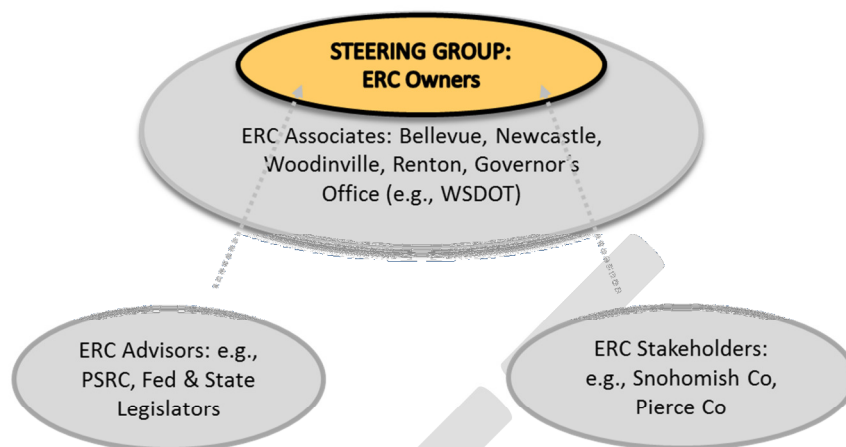 STEERING GROUP:
ERC Owners
ERC Associates: Bellevue, Newcastle,
Woodinville, Renton, Governor's
Office (e.g., WSDOT)
ERC Advisors: e.g.,
PSRC, Fed & State
Legislators
ERC Stakeholders:
e.g., Snohomish Co,
Pierce Co